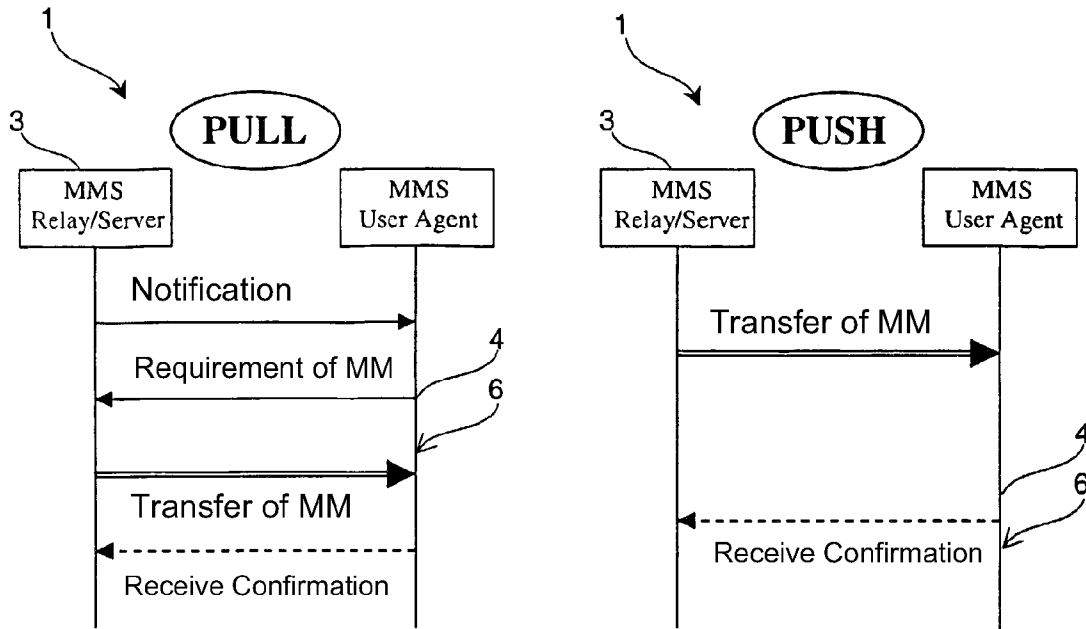 1
PULL
3
MMS
Relay/Server
MMS
User Agent
Notification
Requirement of MM
4
6
Transfer of MM
Receive Confirmation
1
PUSH
3
MMS
Relay/Server
MMS
User Agent
Transfer of MM
4
6
Receive Confirmation